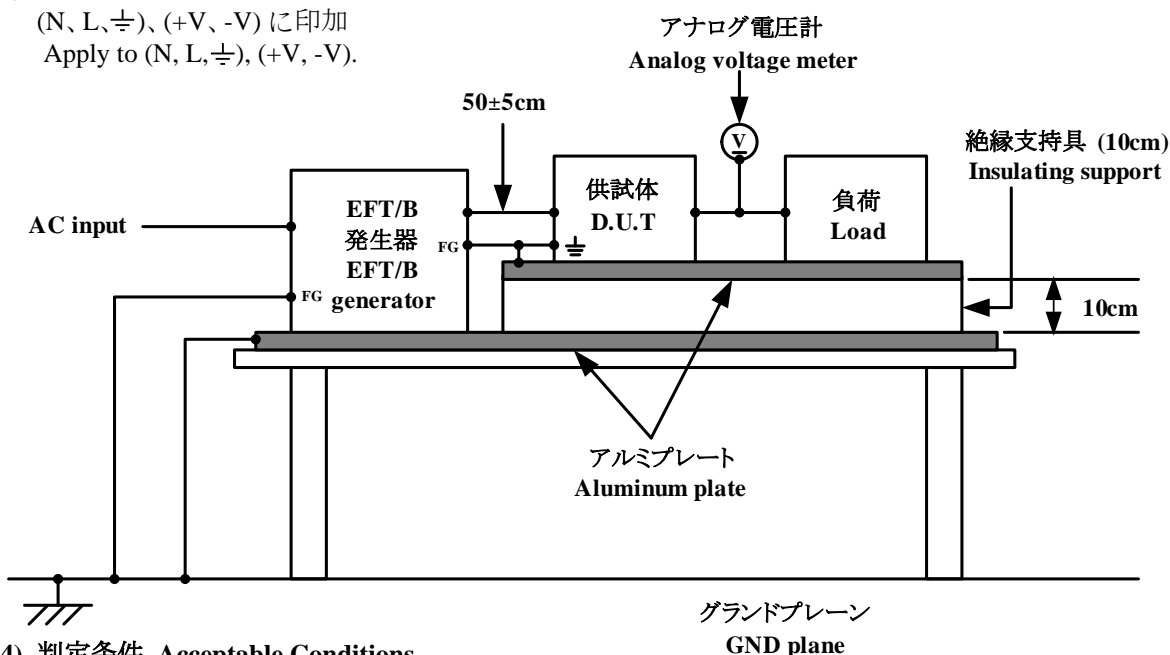 (N、L、⏚)、(+V、-V) に印加
Apply to (N, L,⏚), (+V, -V).
アナログ電圧計
Analog voltage meter
50±5cm
V
絶縁支持具 (10cm)
Insulating support
AC input
EFT/B
発生器
EFT/B
generator
FG
FG
供試体
D.U.T
負荷
Load
10cm
アルミプレート
Aluminum plate
グランドプレーン
GND plane
4) 判定条件 Acceptable Conditions